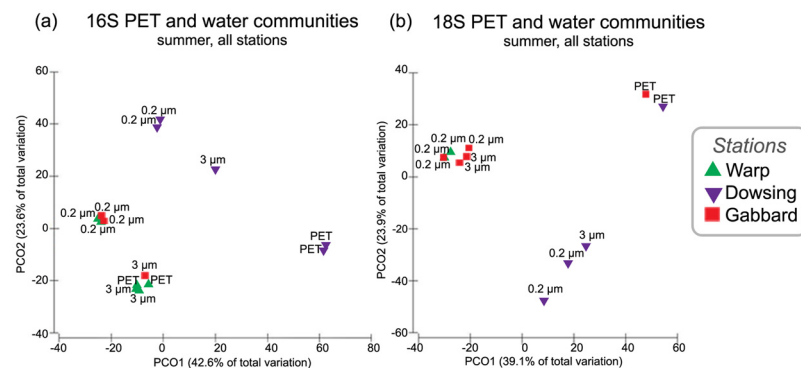 (a) 16S PET and water communities
summer, all stations
60
40
20
0
-20
-40
-40
-20
0
20
40
60
80
PCO2 (23.6% of total variation)
PCO1 (42.6% of total variation)
0.2 µm
0.2 µm
3 µm
0.2 µm
0.2 µm
0.2 µm
0.2 µm
PET
PET
3 µm
PET
PET
3 µm
3 µm
(b) 18S PET and water communities
summer, all stations
40
20
0
-20
-40
-60
-40
-20
0
20
40
60
PCO2 (23.9% of total variation)
PCO1 (39.1% of total variation)
PET
PET
0.2 µm
0.2 µm
0.2 µm
0.2 µm
3 µm
3 µm
3 µm
0.2 µm
0.2 µm
Stations
Warp
Dowsing
Gabbard